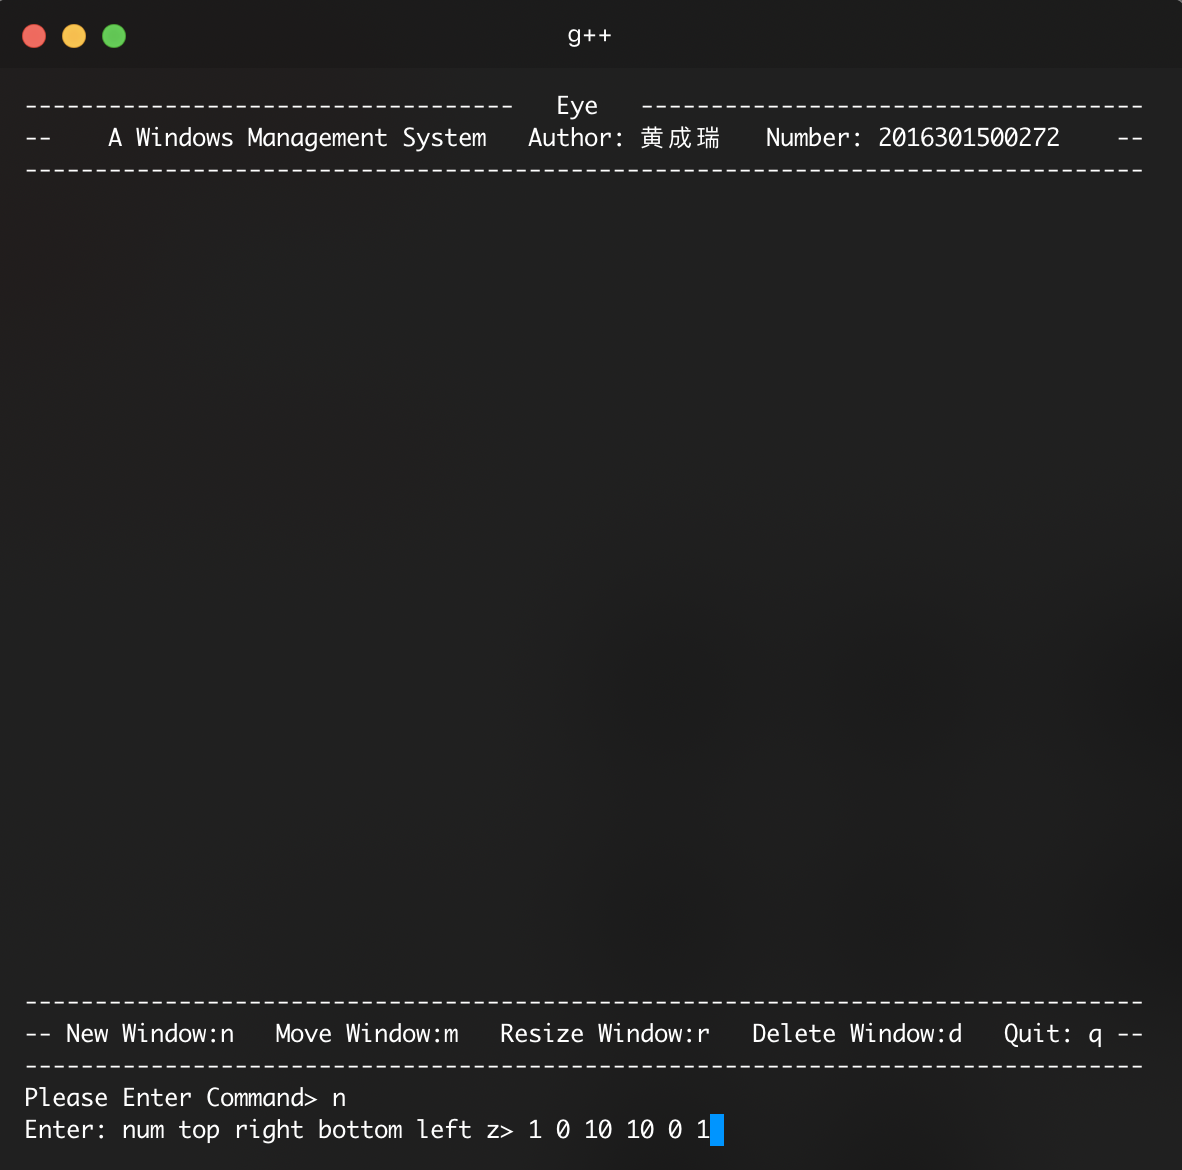 g++
----------------------------------- Eye ------------------------------------
-- A Windows Management System Author: 黄成瑞 Number: 2016301500272 --
--------------------------------------------------------------------------------
--------------------------------------------------------------------------------
-- New Window:n Move Window:m Resize Window:r Delete Window:d Quit: q --
--------------------------------------------------------------------------------
Please Enter Command> n
Enter: num top right bottom left z> 1 0 10 10 0 1